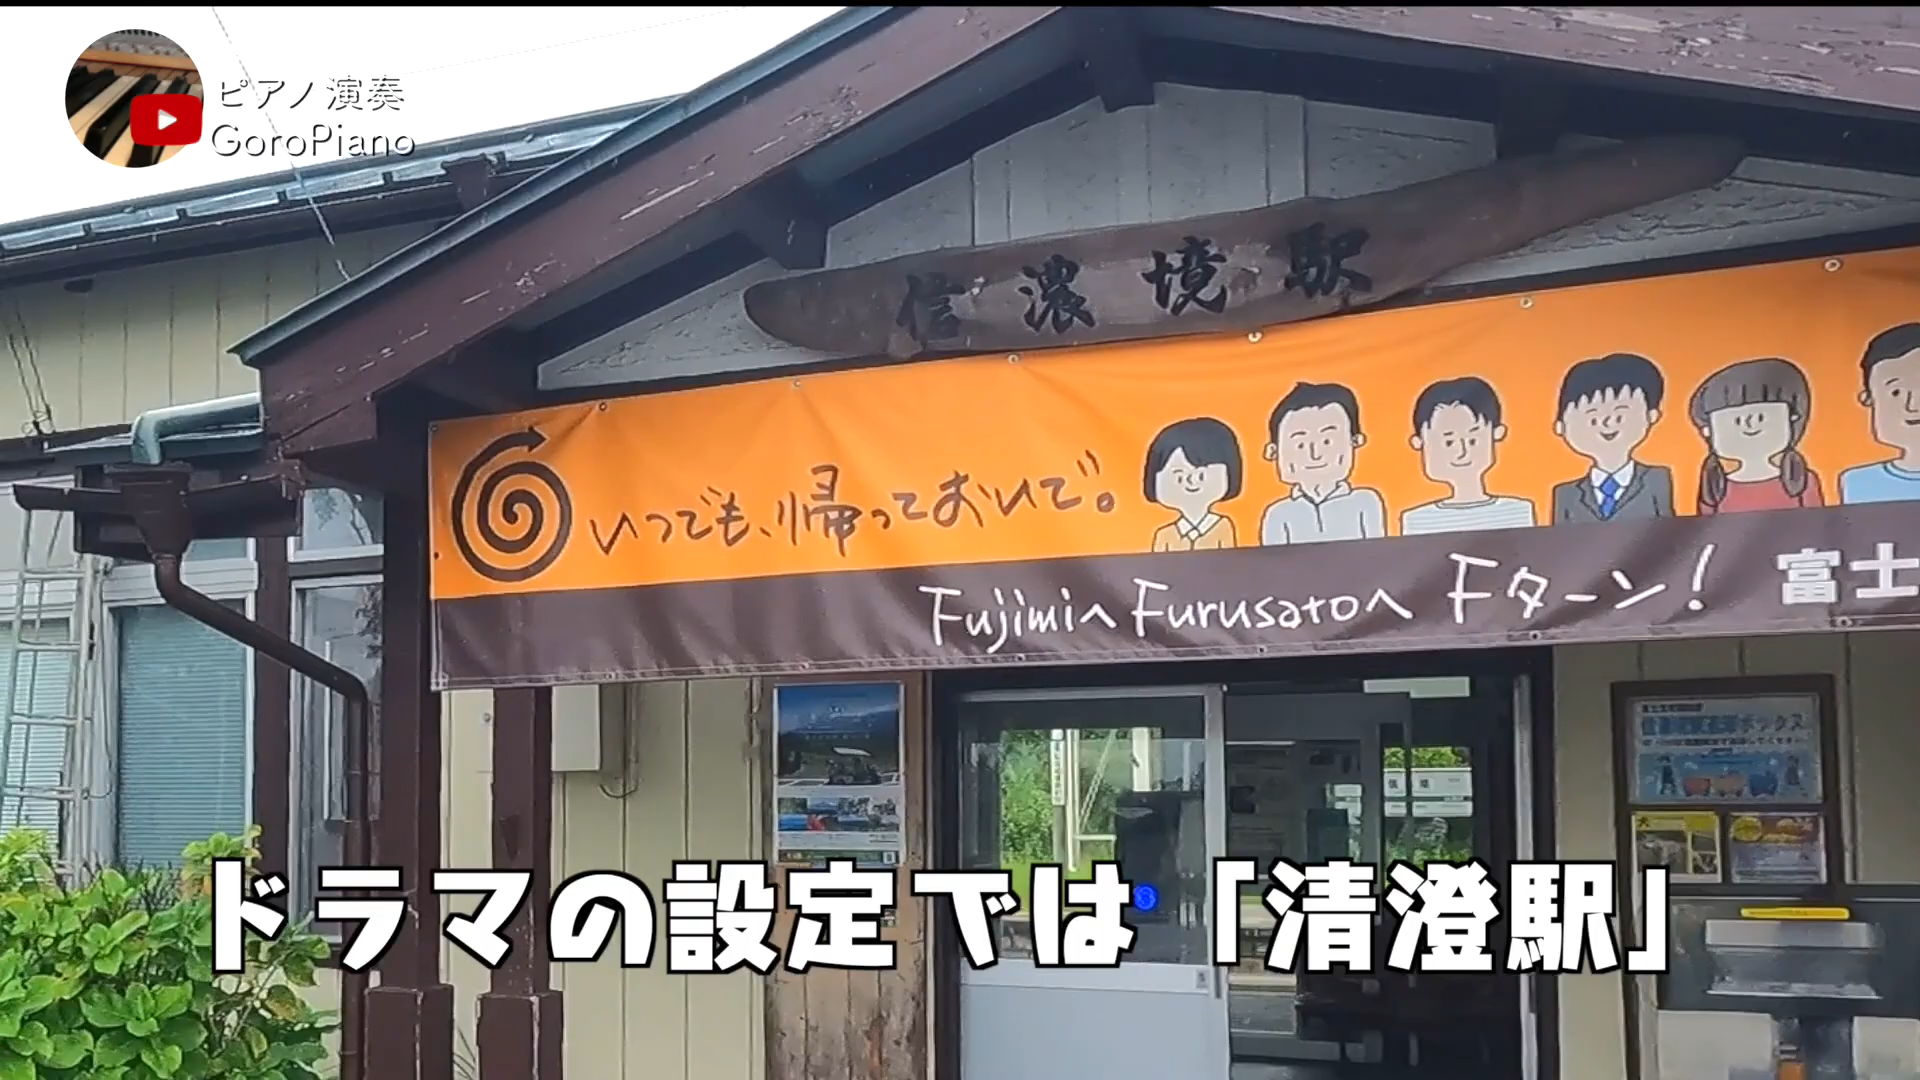 ピアノ演奏
GoroPiano
信濃境駅
いつでも、帰っておいで。
FujimiへFurusatoへ Fターン! 富士
ドラマの設定では「清澄駅」